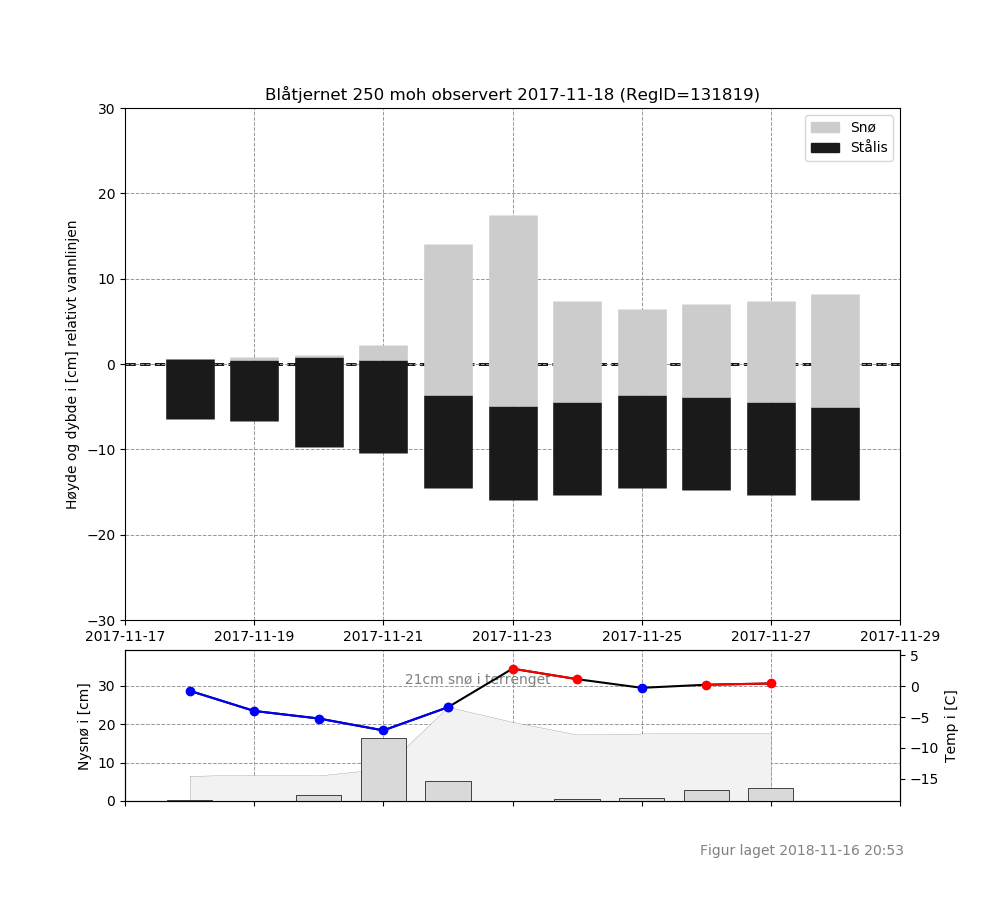 Blåtjernet 250 moh observert 2017-11-18 (RegID=131819)
Snø
Stålis
Høyde og dybde i [cm] relativt vannlinjen
30
20
10
0
−10
−20
−30
2017-11-17 2017-11-19 2017-11-21 2017-11-23 2017-11-25 2017-11-27 2017-11-29
21cm snø i terrenget
Nysnø i [cm]
30
20
10
0
5
0
−5
−10
−15
Temp i [C]
Figur laget 2018-11-16 20:53